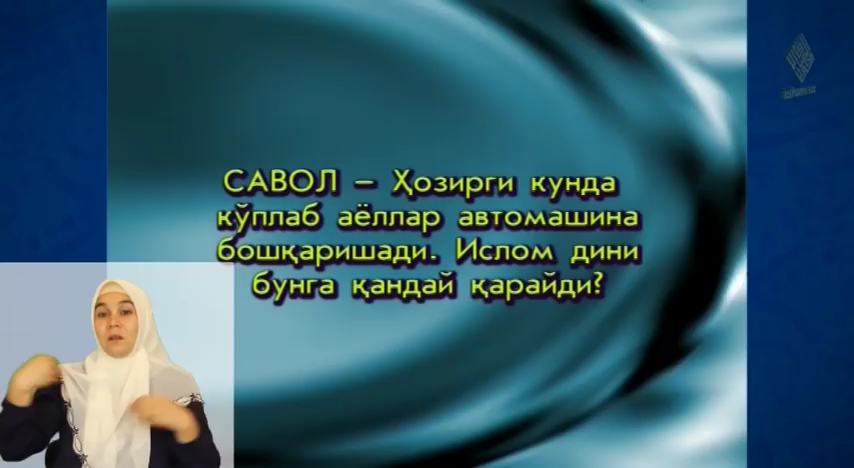 САВОЛ – Ҳозирги кунда
кўплаб аёллар автомашина
бошқаришади. Ислом дини
бунга қандай қарайди?